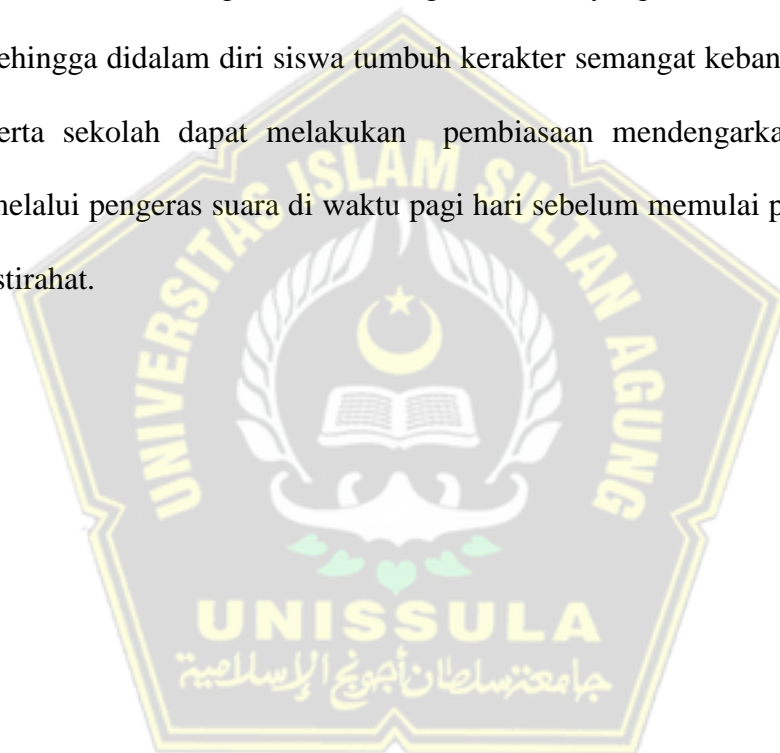 ehingga didalam diri siswa tumbuh kerakter semangat keban
erta sekolah dapat melakukan pembiasaan mendengarka
melalui pengeras suara di waktu pagi hari sebelum memulai p
stirahat.
UNIVERSITAS ISLAM SULTAN AGUNG
UNISSULA
جامعة سلطان أجونج الإسلامية